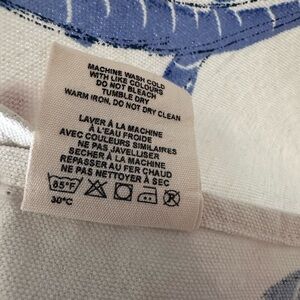 MACHINE WASH COLD
WITH LIKE COLOURS
DO NOT BLEACH
TUMBLE DRY
WARM IRON, DO NOT DRY CLEAN
LAVER À LA MACHINE
À L'EAU FROIDE
AVEC COULEURS SIMILAIRES
NE PAS JAVELLISER
SECHER À LA MACHINE
REPASSER AU FER CHAUD
NE PAS NETTOYER À SEC
85°F
30°C